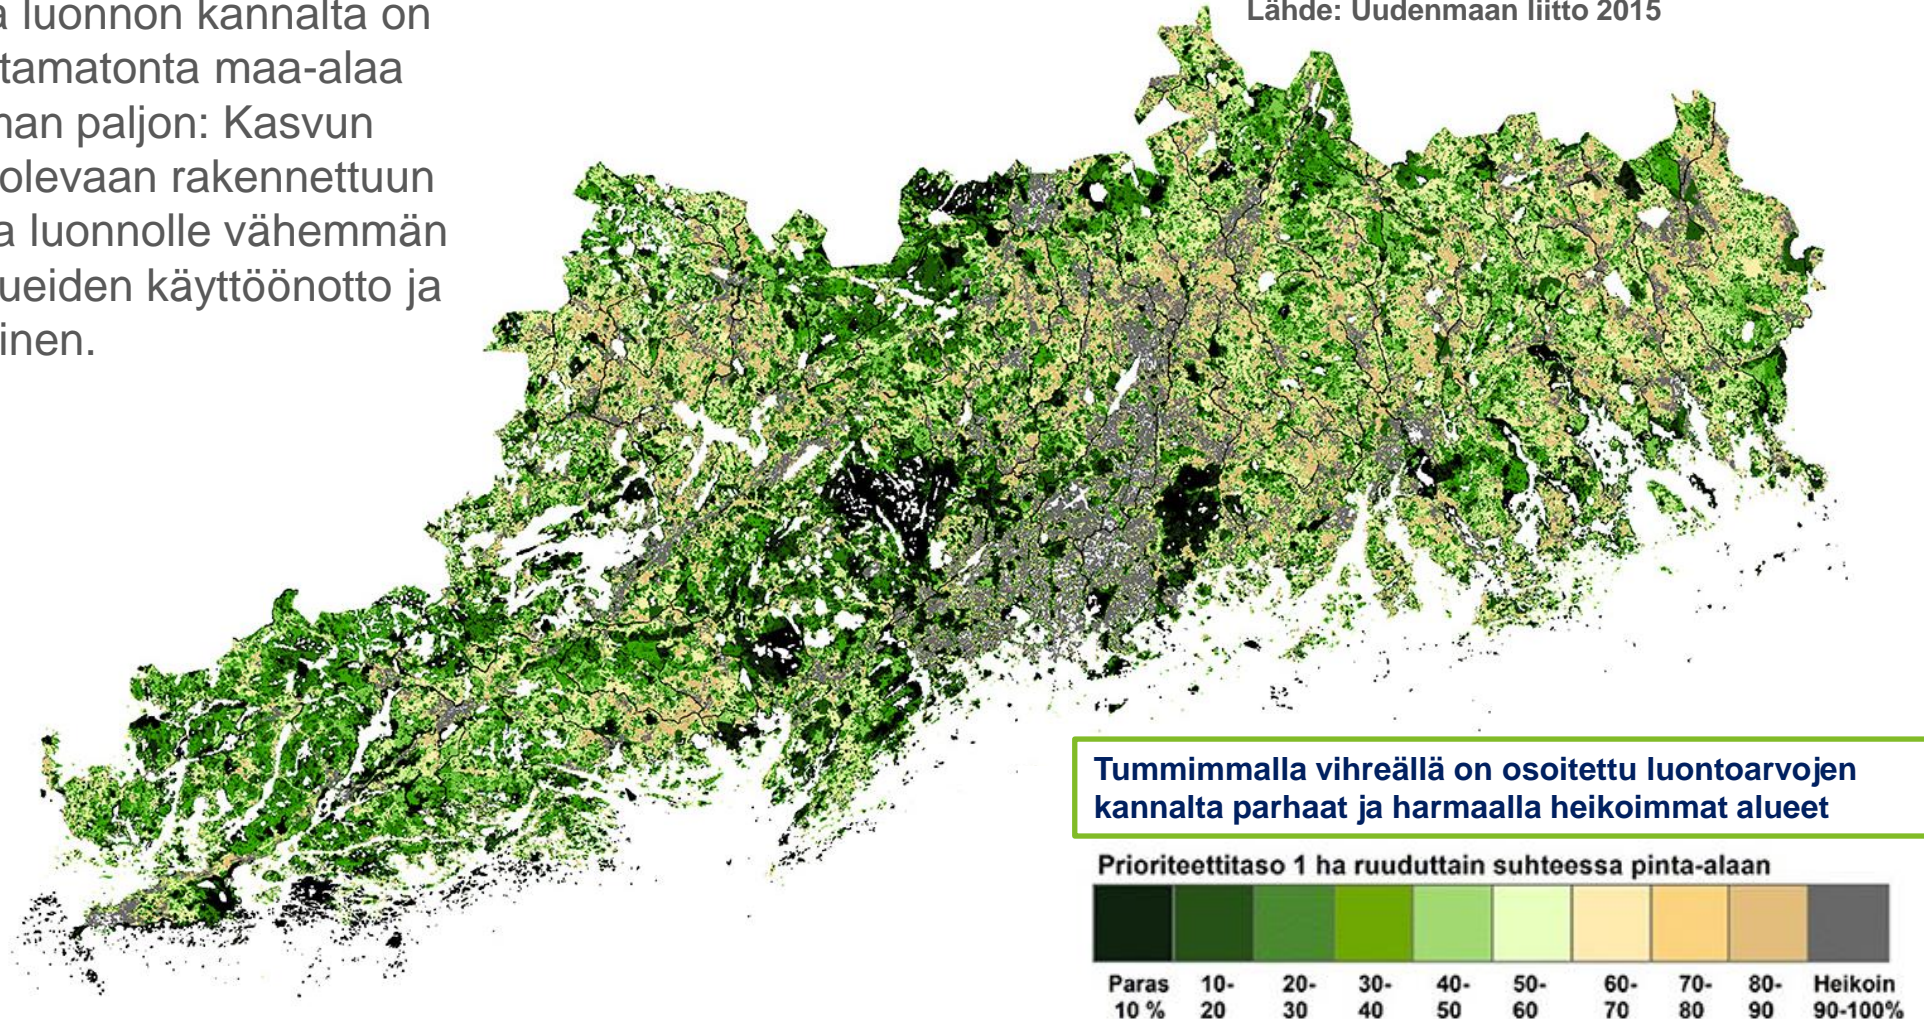 luonnon kannalta on
tamatonta maa-alaa
paljon: Kasvun
olevaan rakennettuun
a luonnolle vähemmän
ueiden käyttöönotto ja
inen.
Lähde: Uudenmaan liitto 2015
Tummimmalla vihreällä on osoitettu luontoarvojen
kannalta parhaat ja harmaalla heikoimmat alueet
Prioriteettitaso 1 ha ruuduttain suhteessa pinta-alaan
Paras 10- 20- 30- 40- 50- 60- 70- 80- Heikoin
10 % 20 30 40 50 60 70 80 90 90-100%